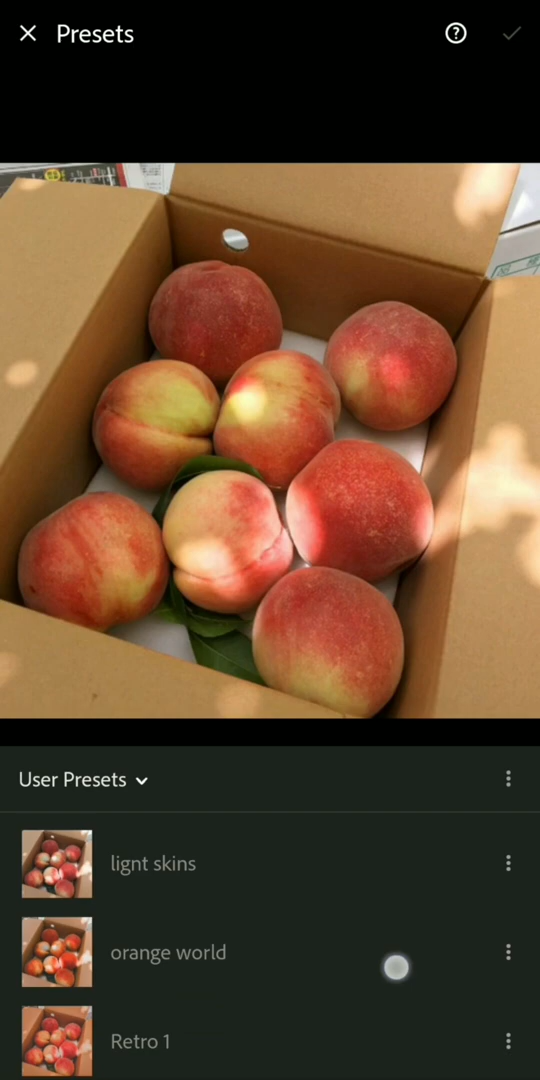 Presets
User Presets
lignt skins
orange world
Retro 1